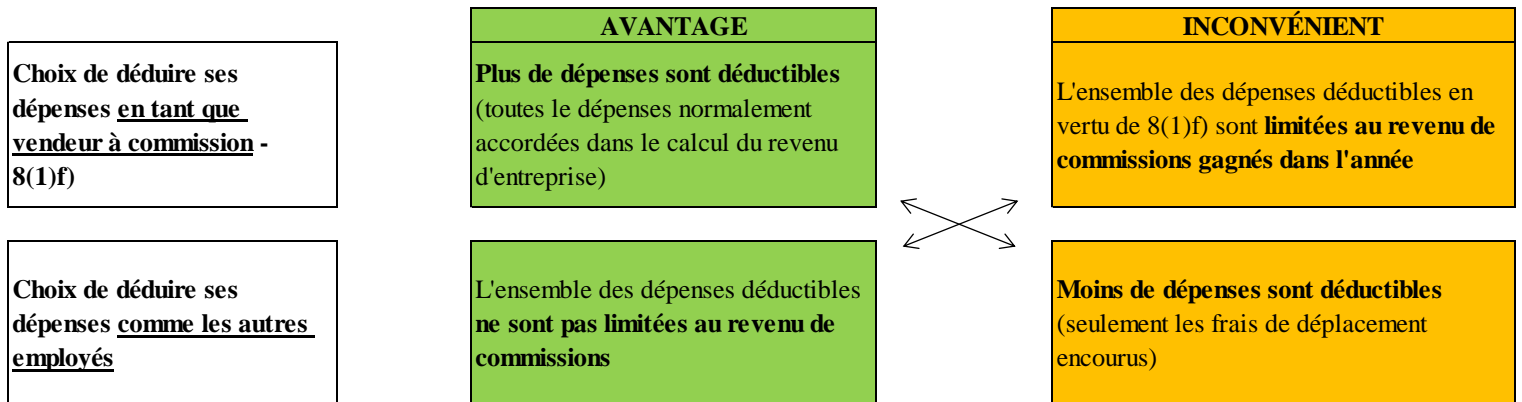 AVANTAGE
INCONVÉNIENT
Choix de déduire ses
dépenses en tant que
vendeur à commission -
8(1)f)
Plus de dépenses sont déductibles
(toutes le dépenses normalement
accordées dans le calcul du revenu
d'entreprise)
L'ensemble des dépenses déductibles en
vertu de 8(1)f) sont limitées au revenu de
commissions gagnés dans l'année
Choix de déduire ses
dépenses comme les autres
employés
L'ensemble des dépenses déductibles
ne sont pas limitées au revenu de
commissions
Moins de dépenses sont déductibles
(seulement les frais de déplacement
encourus)